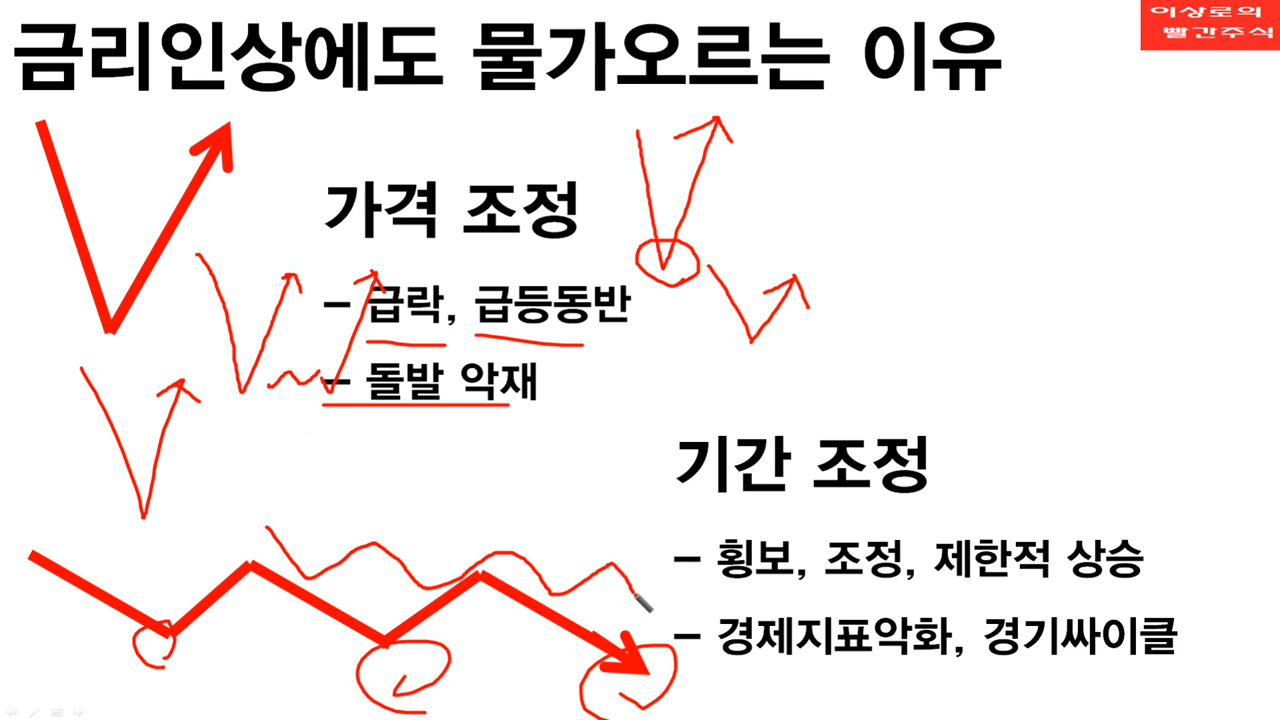 이상로의
빨간주식
금리인상에도 물가오르는 이유
가격 조정
- 급락, 급등동반
- 돌발 악재
기간 조정
- 횡보, 조정, 제한적 상승
- 경제지표악화, 경기싸이클